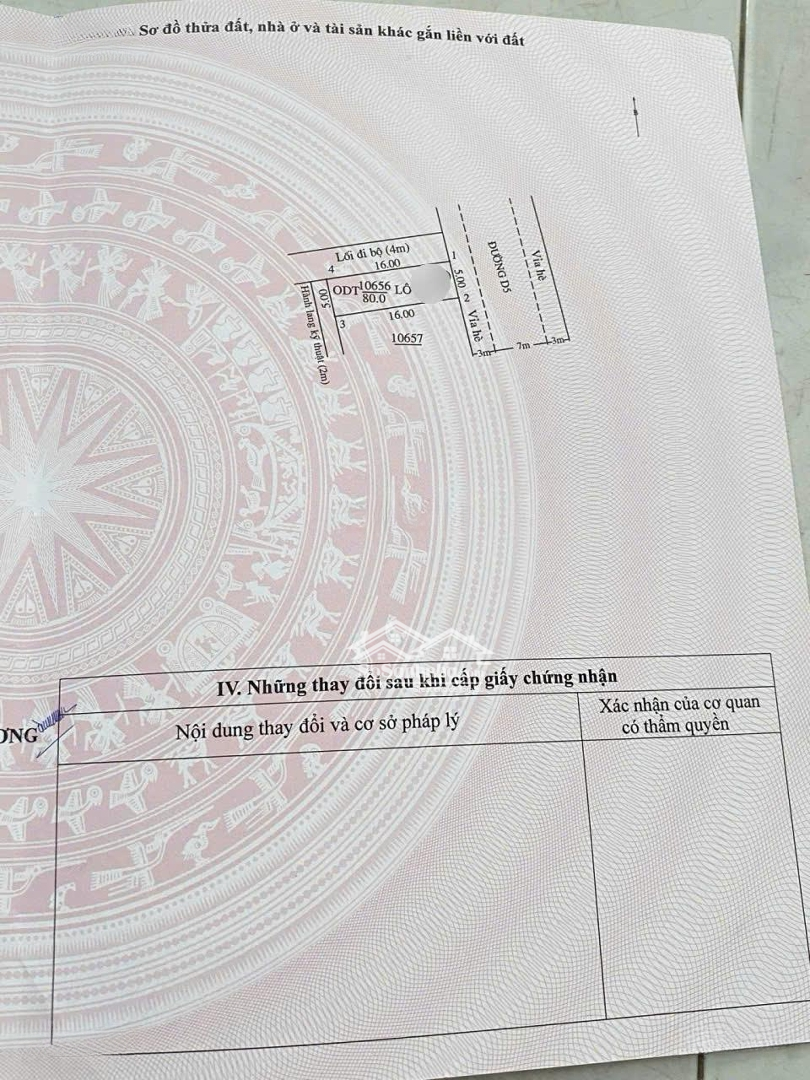 Sơ đồ thửa đất, nhà ở và tài sản khác gắn liền với đất
Lối đi bộ (4m)
4
16.00
1
ODT 10656 LÔ
80.0
5.00
5.00
2
3
16.00
10657
Hành lang kỹ thuật (2m)
Vỉa hè
ĐƯỜNG D5
Vỉa hè
3m
7m
3m
IV. Những thay đổi sau khi cấp giấy chứng nhận
Nội dung thay đổi và cơ sở pháp lý
Xác nhận của cơ quan
có thẩm quyền
ƠNG